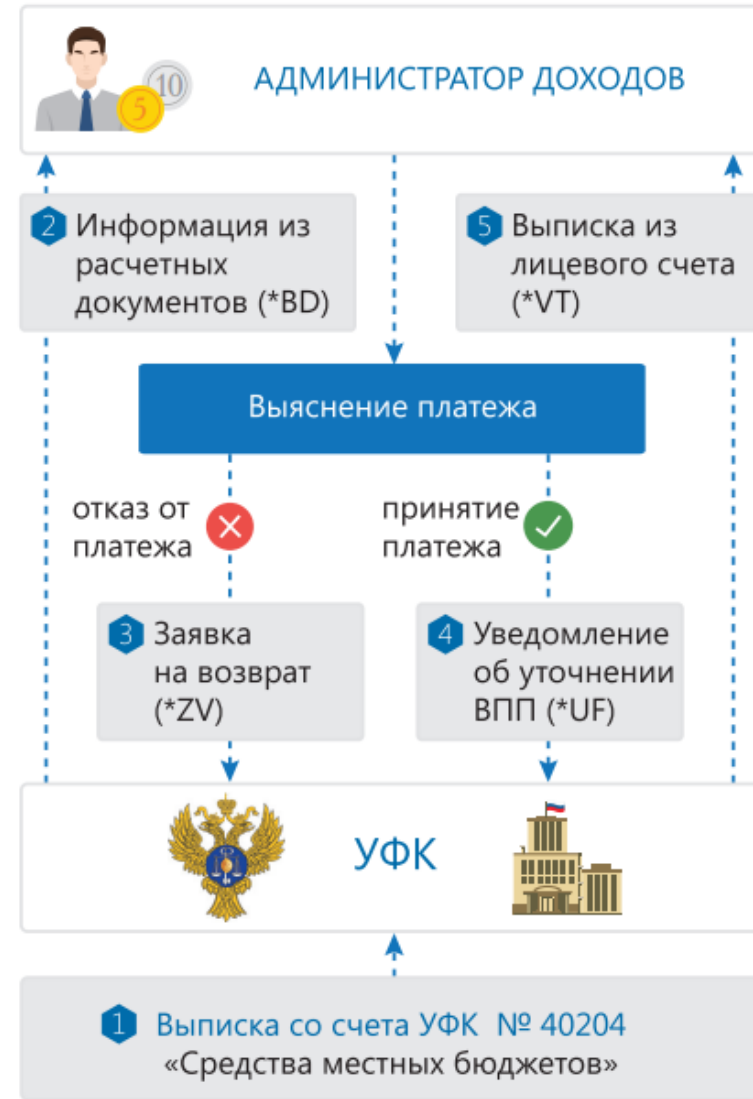 10
5
АДМИНИСТРАТОР ДОХОДОВ
2 Информация из
расчетных
документов (*BD)
5 Выписка из
лицевого счета
(*VT)
Выяснение платежа
отказ от
платежа
принятие
платежа
3 Заявка
на возврат
(*ZV)
4 Уведомление
об уточнении
ВПП (*UF)
УФК
1 Выписка со счета УФК № 40204
«Средства местных бюджетов»